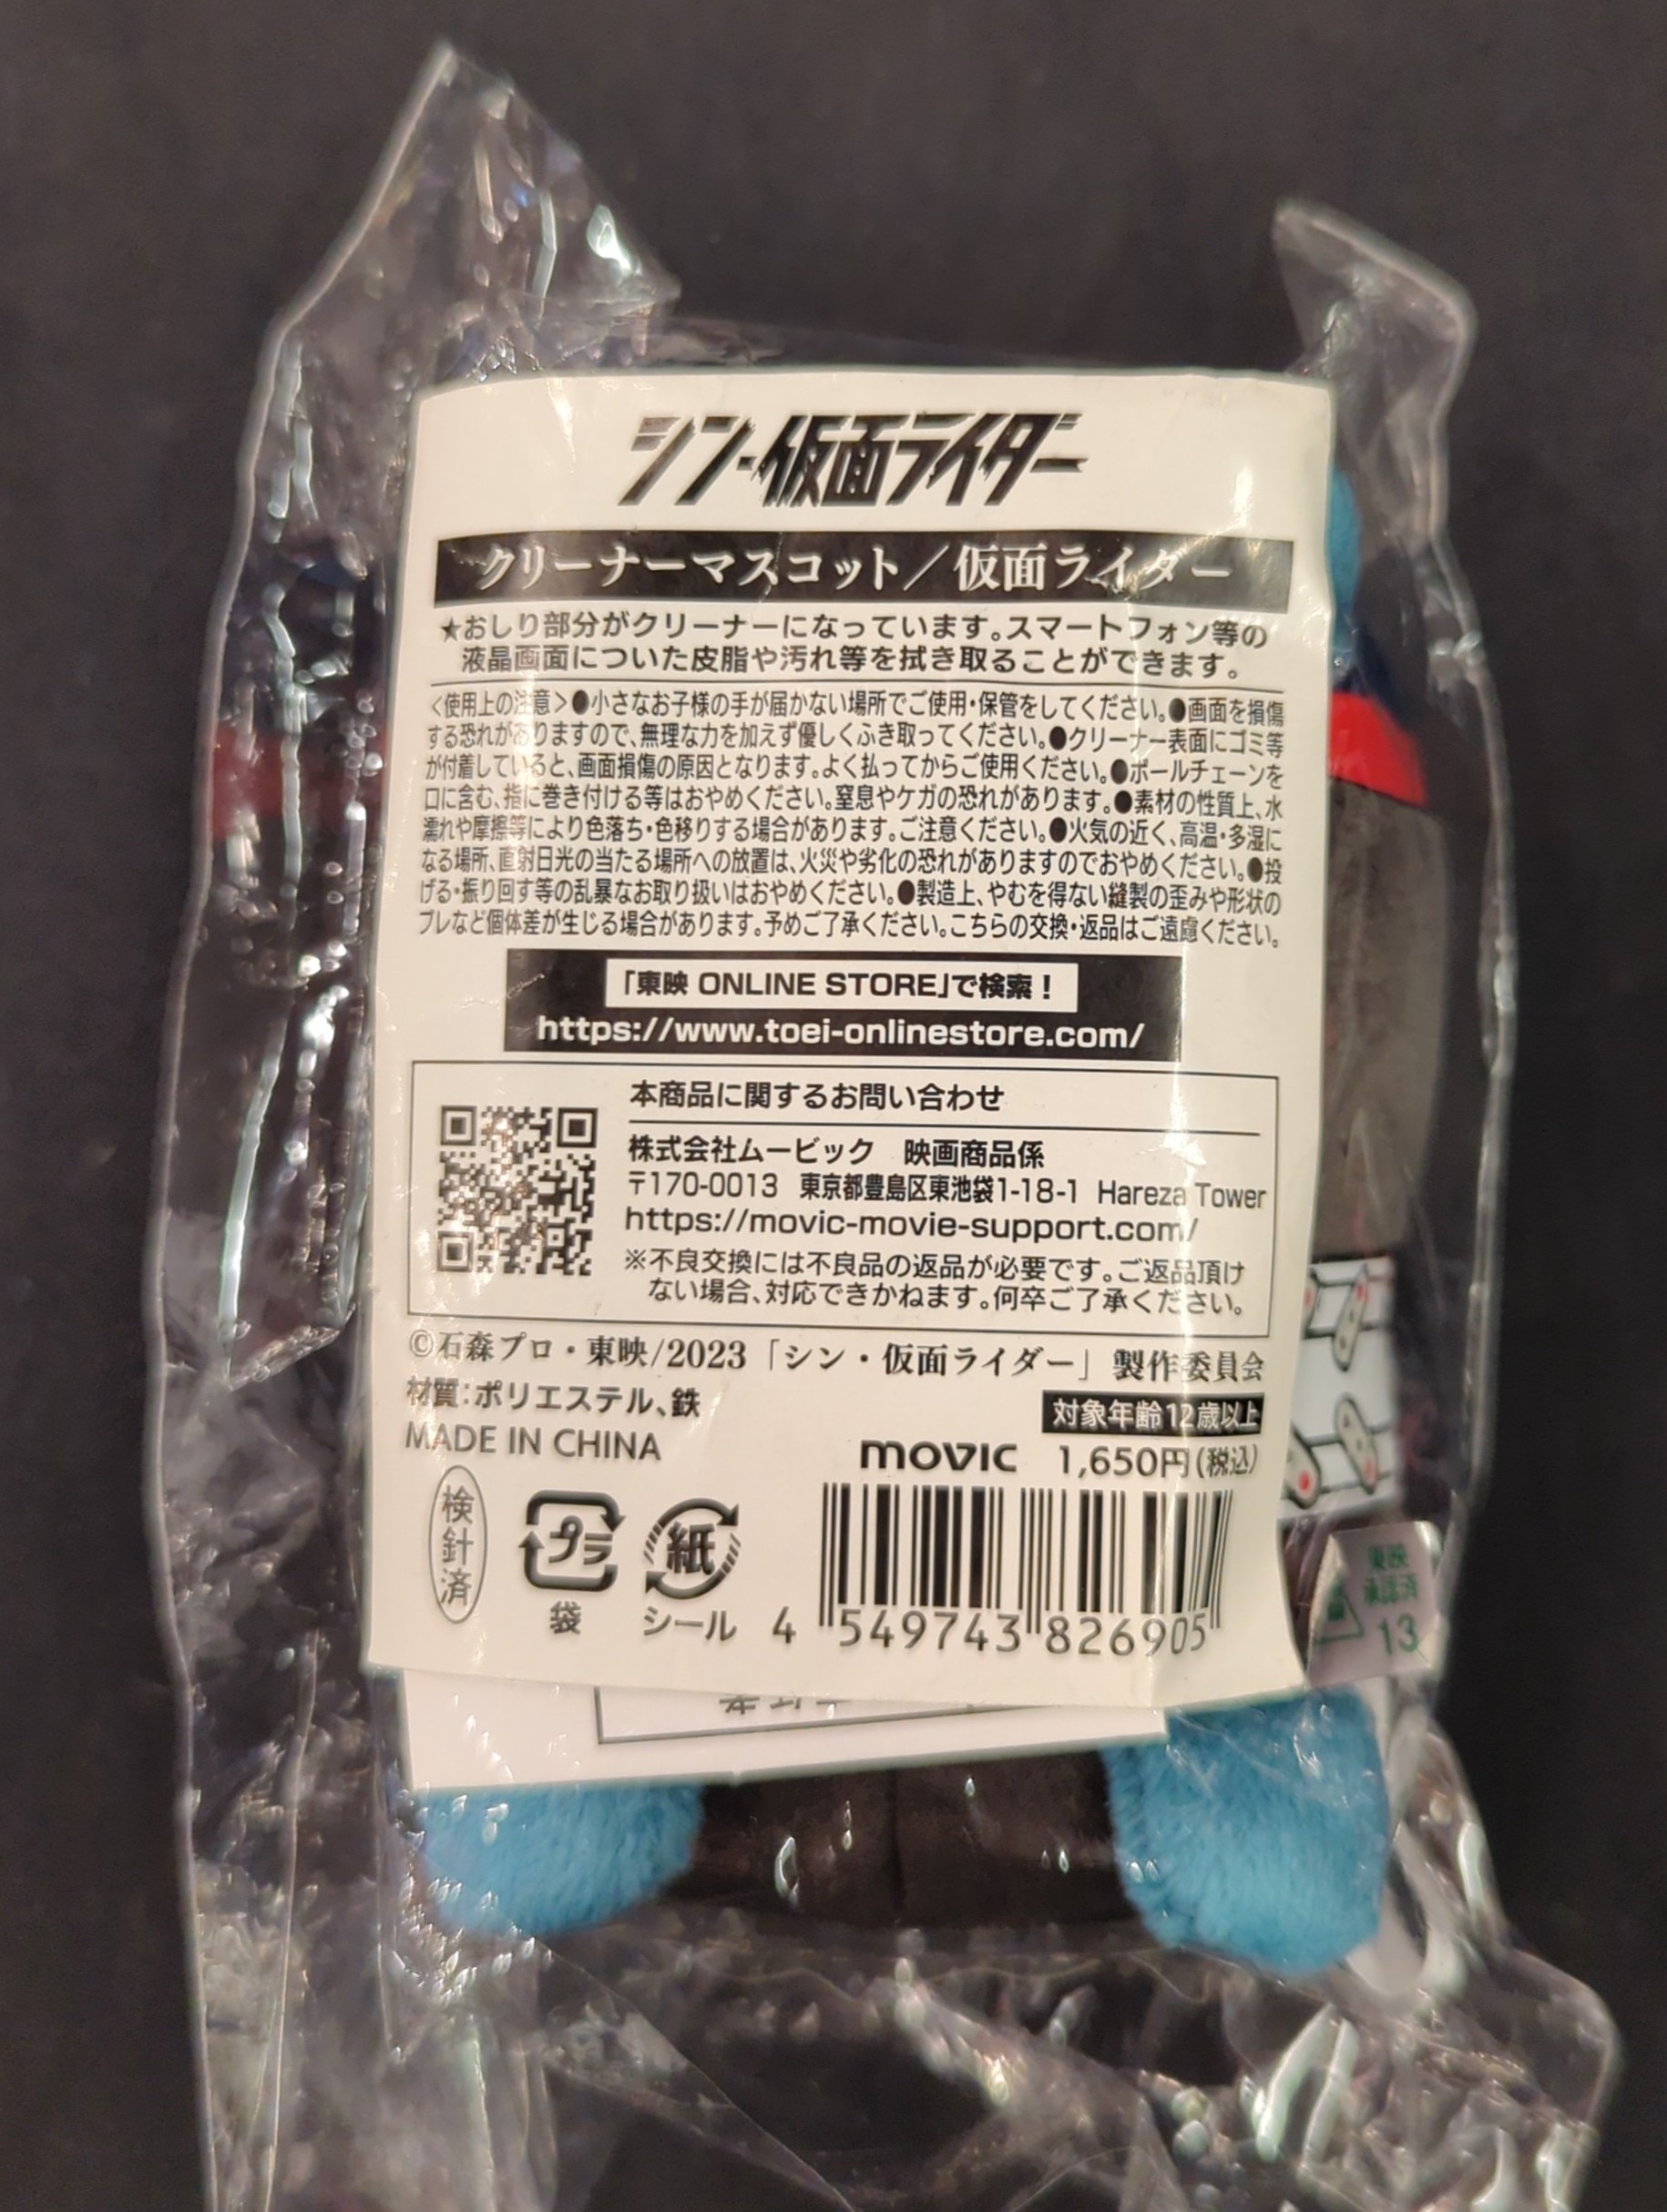 シン・仮面ライダー
クリーナーマスコット／仮面ライダー
★おしり部分がクリーナーになっています。スマートフォン等の
液晶画面についた皮脂や汚れ等を拭き取ることができます。
＜使用上の注意＞●小さなお子様の手が届かない場所でご使用・保管をしてください。●画面を損傷
する恐れがありますので、無理な力を加えず優しくふき取ってください。●クリーナー表面にゴミ等
が付着していると、画面損傷の原因となります。よく払ってからご使用ください。●ボールチェーンを
口に含む、指に巻き付ける等はおやめください。窒息やケガの恐れがあります。●素材の性質上、水
濡れや摩擦等により色落ち・色移りする場合があります。ご注意ください。●火気の近く、高温・多湿に
なる場所、直射日光の当たる場所への放置は、火災や劣化の恐れがありますのでおやめください。●投
げる・振り回す等の乱暴なお取り扱いはおやめください。●製造上、やむを得ない縫製の歪みや形状の
ブレなど個体差が生じる場合があります。予めご了承ください。こちらの交換・返品はご遠慮ください。
「東映 ONLINE STORE」で検索！
https://www.toei-onlinestore.com/
本商品に関するお問い合わせ
株式会社ムービック 映画商品係
〒170-0013 東京都豊島区東池袋1-18-1 Hareza Tower
https://movic-movie-support.com/
※不良交換には不良品の返品が必要です。ご返品頂け
ない場合、対応できかねます。何卒ご了承ください。
©石森プロ・東映/2023「シン・仮面ライダー」製作委員会
材質：ポリエステル、鉄
対象年齢12歳以上
MADE IN CHINA
movic 1,650円（税込）
検針済
プラ
袋
紙
シール
4 549743 826905
東映
承認済
13